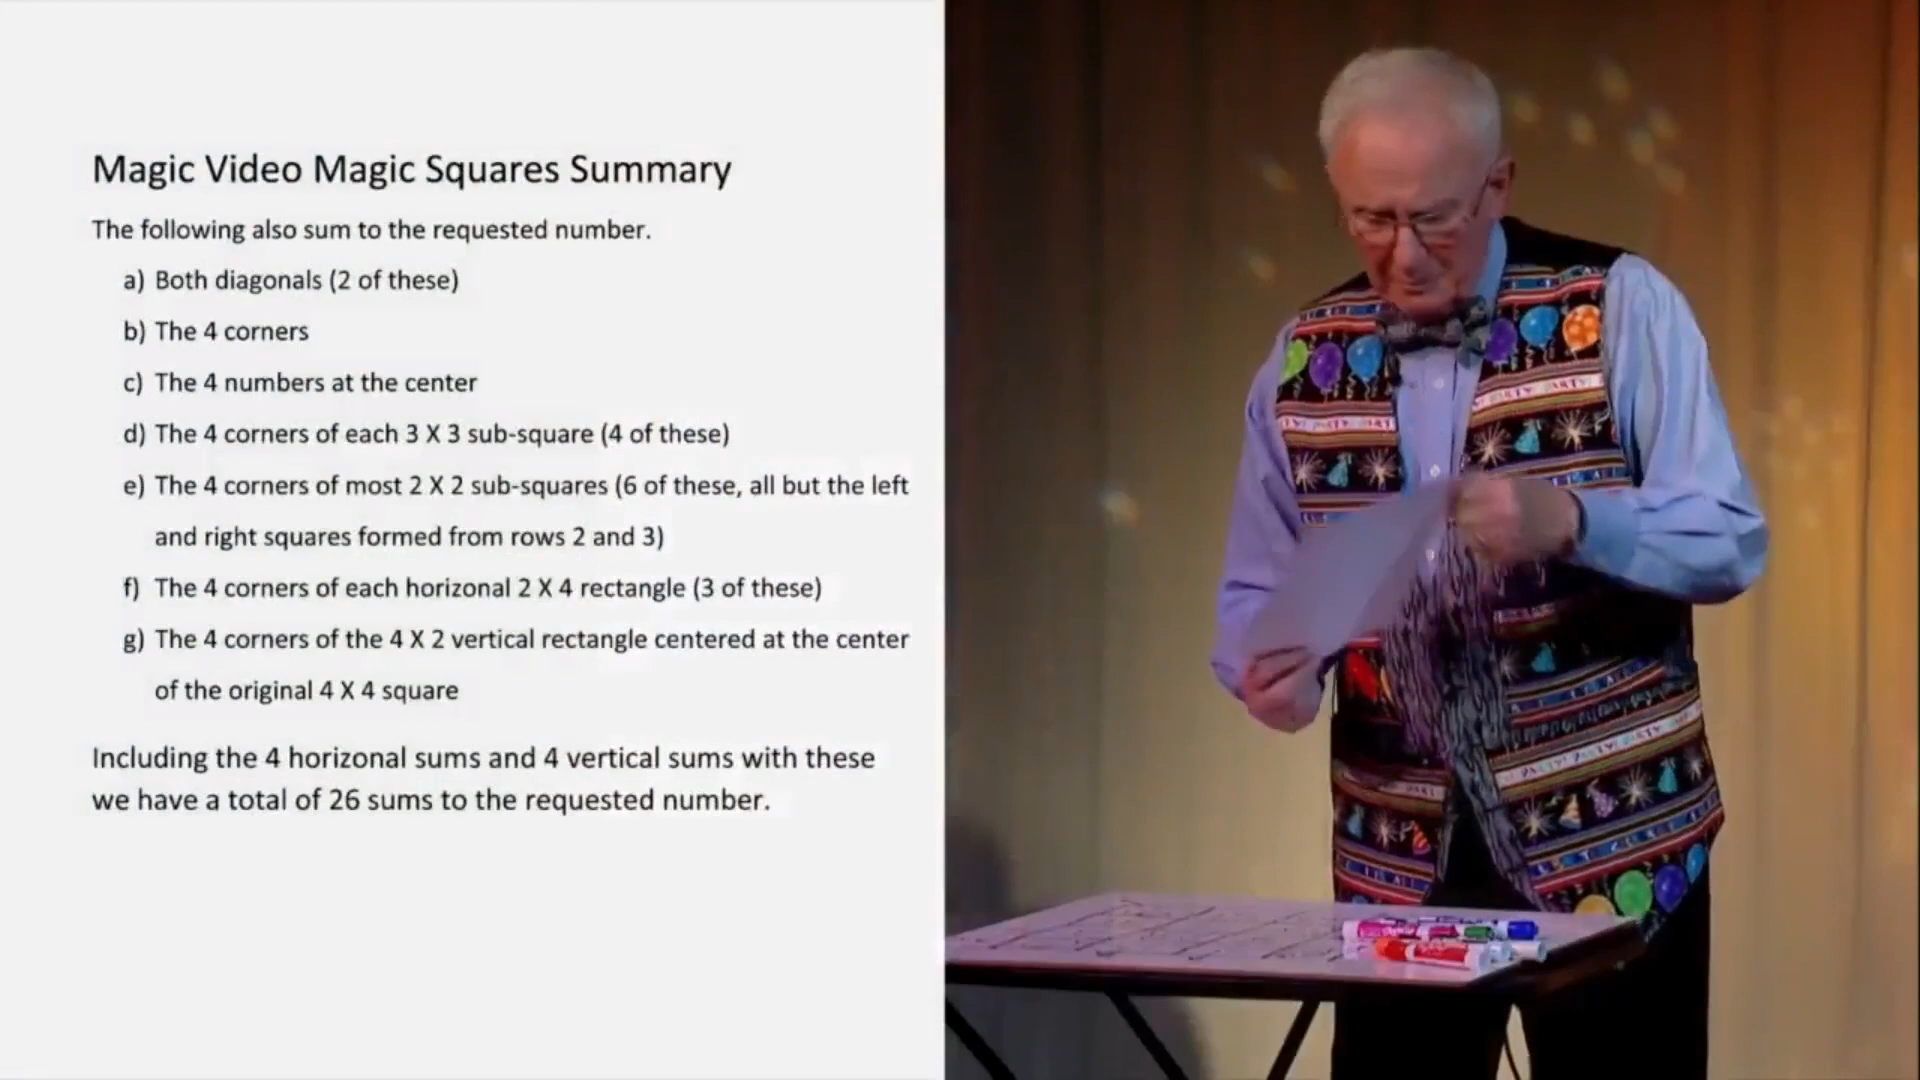 Magic Video Magic Squares Summary
The following also sum to the requested number.
a) Both diagonals (2 of these)
b) The 4 corners
c) The 4 numbers at the center
d) The 4 corners of each 3 X 3 sub-square (4 of these)
e) The 4 corners of most 2 X 2 sub-squares (6 of these, all but the left
and right squares formed from rows 2 and 3)
f) The 4 corners of each horizonal 2 X 4 rectangle (3 of these)
g) The 4 corners of the 4 X 2 vertical rectangle centered at the center
of the original 4 X 4 square
Including the 4 horizonal sums and 4 vertical sums with these
we have a total of 26 sums to the requested number.